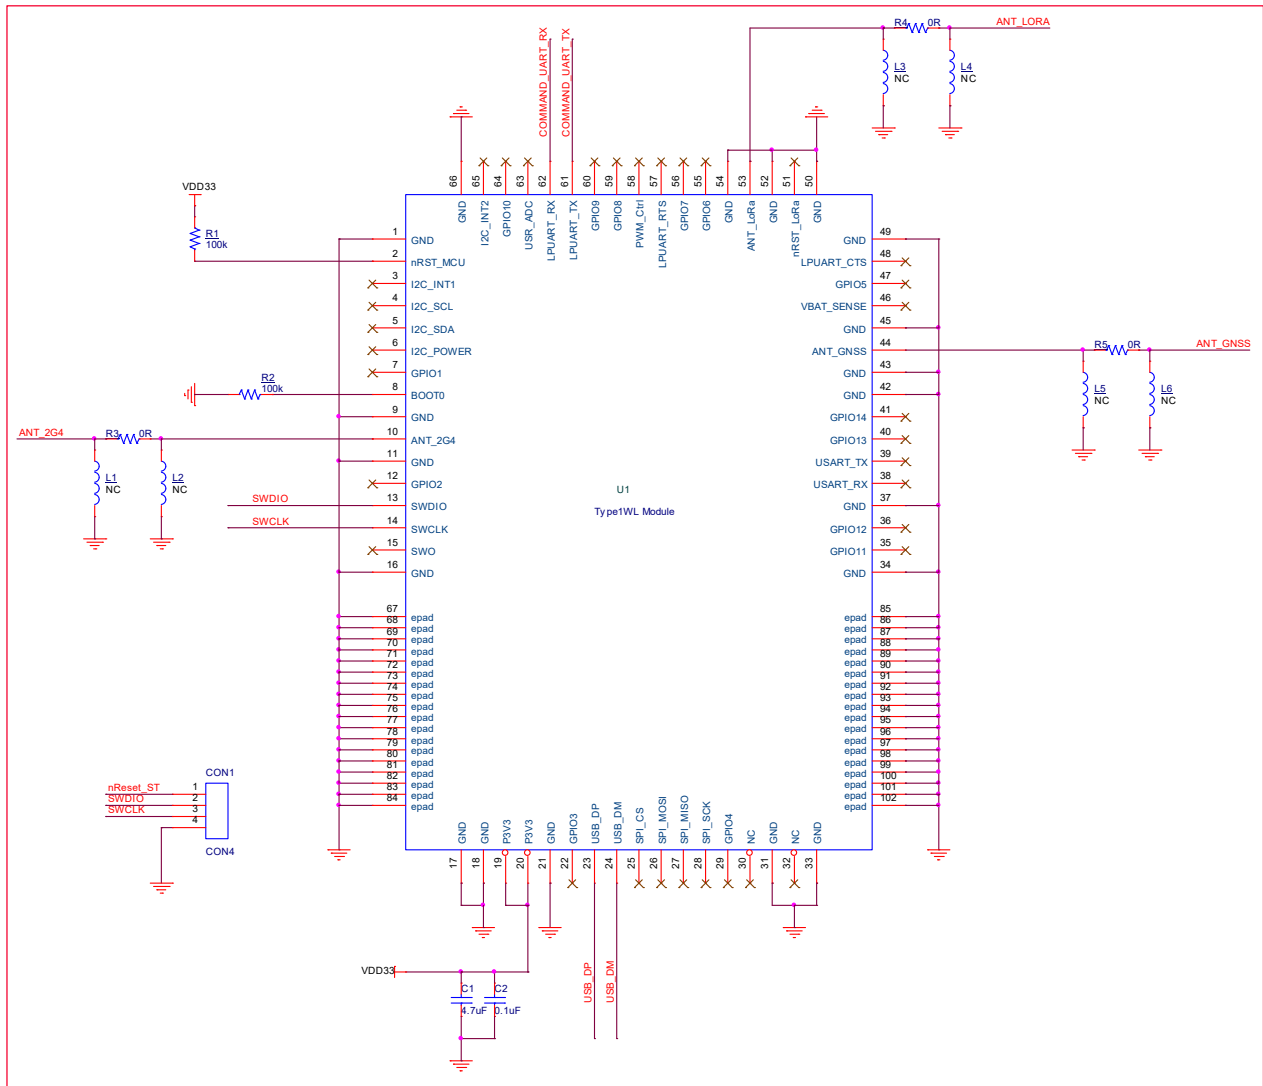 R4 0R ANT_LORA
L3
NC
L4
NC
COMMAND_UART_RX
COMMAND_UART_TX
66 65 64 63 62 61 60 59 58 57 56 55 54 53 52 51 50
GND I2C_INT2 GPIO10 USR_ADC LPUART_RX LPUART_TX GPIO9 GPIO8 PWM_Ctrl LPUART_RTS GPIO7 GPIO6 GND ANT_LoRa GND nRST_LoRa GND
VDD33
R1
100k
1 GND
2 nRST_MCU
3 I2C_INT1
4 I2C_SCL
5 I2C_SDA
6 I2C_POWER
7 GPIO1
R2
100k
8 BOOT0
9 GND
ANT_2G4 R3 0R
10 ANT_2G4
11 GND
L1
NC
L2
NC
12 GPIO2
SWDIO 13 SWDIO
SWCLK 14 SWCLK
15 SWO
16 GND
U1
Type1WL Module
GND 49
LPUART_CTS 48
GPIO5 47
VBAT_SENSE 46
GND 45
ANT_GNSS 44
R5 0R ANT_GNSS
L5
NC
L6
NC
GND 43
GND 42
GPIO14 41
GPIO13 40
USART_TX 39
USART_RX 38
GND 37
GPIO12 36
GPIO11 35
GND 34
67 epad
68 epad
69 epad
70 epad
71 epad
72 epad
73 epad
74 epad
75 epad
76 epad
77 epad
78 epad
79 epad
80 epad
81 epad
82 epad
83 epad
84 epad
epad 85
epad 86
epad 87
epad 88
epad 89
epad 90
epad 91
epad 92
epad 93
epad 94
epad 95
epad 96
epad 97
epad 98
epad 99
epad 100
epad 101
epad 102
CON1
nReset_ST 1
SWDIO 2
SWCLK 3
4
CON4
GND GND P3V3 P3V3 GND GPIO3 USB_DP USB_DM SPI_CS SPI_MOSI SPI_MISO SPI_SCK GPIO4 NC GND NC GND
17 18 19 20 21 22 23 24 25 26 27 28 29 30 31 32 33
VDD33
C1
4.7uF
C2
0.1uF
USB_DP
USB_DM